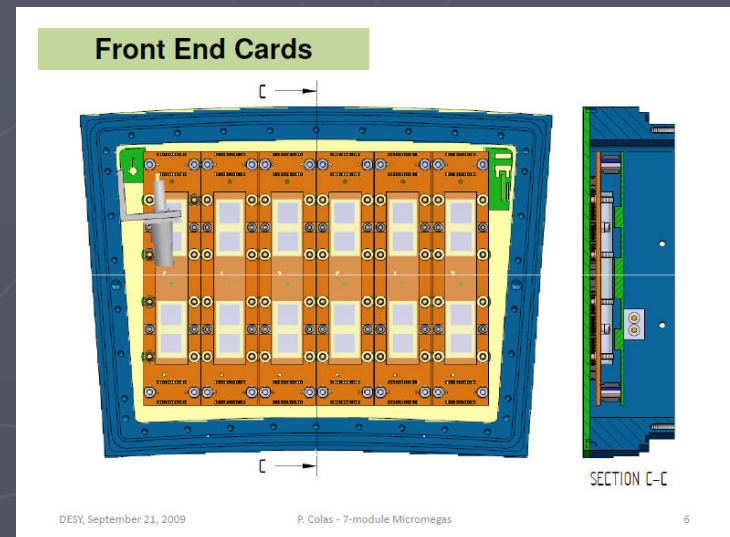 Front End Cards
C
C
SECTION C-C
DESY, September 21, 2009
P. Colas - 7-module Micromegas
6